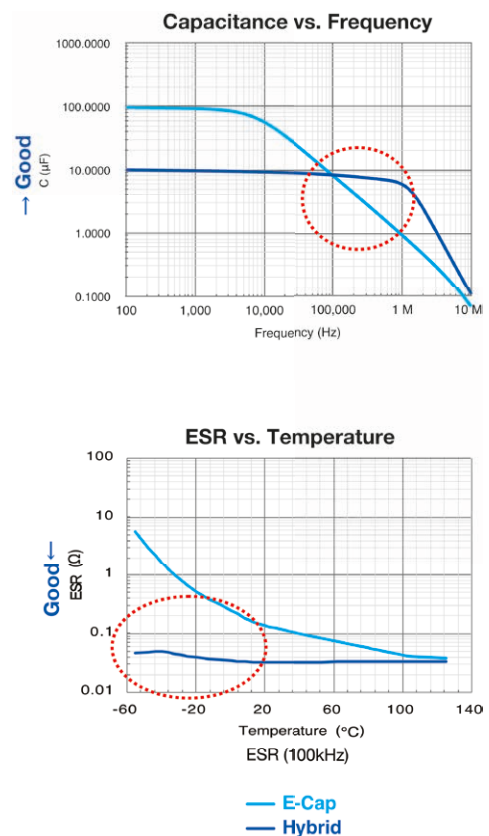 Capacitance vs. Frequency
→ Good
C (µF)
1000.0000
100.0000
10.0000
1.0000
0.1000
100
1,000
10,000
100,000
1 M
10 M
Frequency (Hz)
ESR vs. Temperature
Good←
ESR (Ω)
100
10
1
0.1
0.01
-60
-20
20
60
100
140
Temperature (°C)
ESR (100kHz)
E-Cap
Hybrid